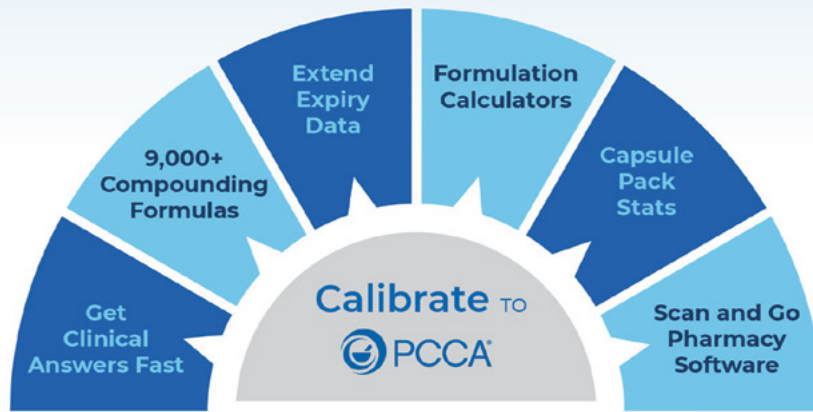 Get
Clinical
Answers Fast
9,000+
Compounding
Formulas
Extend
Expiry
Data
Formulation
Calculators
Capsule
Pack
Stats
Scan and Go
Pharmacy
Software
Calibrate TO
PCCA®